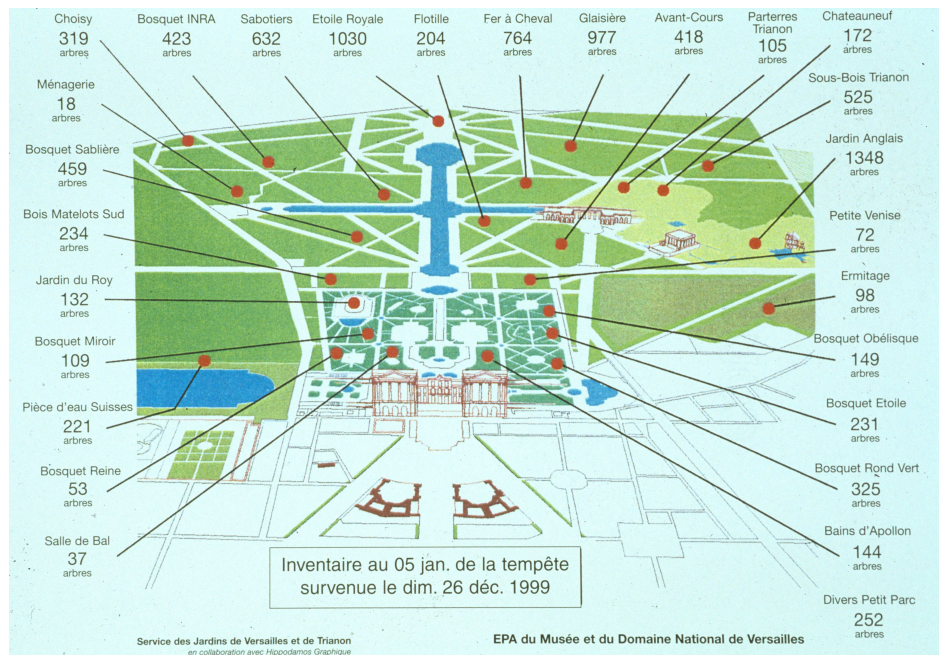 Choisy
319
arbres
Bosquet INRA
423
arbres
Sabotiers
632
arbres
Etoile Royale
1030
arbres
Flotille
204
arbres
Fer à Cheval
764
arbres
Glaisière
977
arbres
Avant-Cours
418
arbres
Parterres
Trianon
105
arbres
Chateauneuf
172
arbres
Ménagerie
18
arbres
Sous-Bois Trianon
525
arbres
Bosquet Sablière
459
arbres
Jardin Anglais
1348
arbres
Bois Matelots Sud
234
arbres
Petite Venise
72
arbres
Jardin du Roy
132
arbres
Ermitage
98
arbres
Bosquet Miroir
109
arbres
Bosquet Obélisque
149
arbres
Pièce d'eau Suisses
221
arbres
Bosquet Etoile
231
arbres
Bosquet Reine
53
arbres
Bosquet Rond Vert
325
arbres
Salle de Bal
37
arbres
Bains d'Apollon
144
arbres
Divers Petit Parc
252
arbres
Inventaire au 05 jan. de la tempête
survenue le dim. 26 déc. 1999
Service des Jardins de Versailles et de Trianon
en collaboration avec Hippodamos Graphique
EPA du Musée et du Domaine National de Versailles